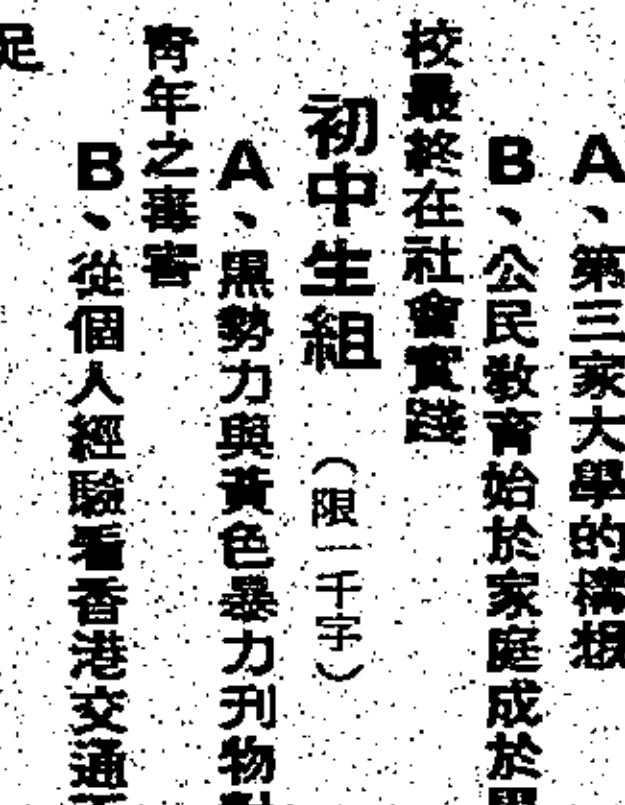 A、第三家大學的構想
B、公民教育始於家庭成於學
校最終在社會實踐
初中生組（限一千字）
A、黑勢力與黃色暴力刊物對
青年之毒害
B、從個人經驗看香港交通
足